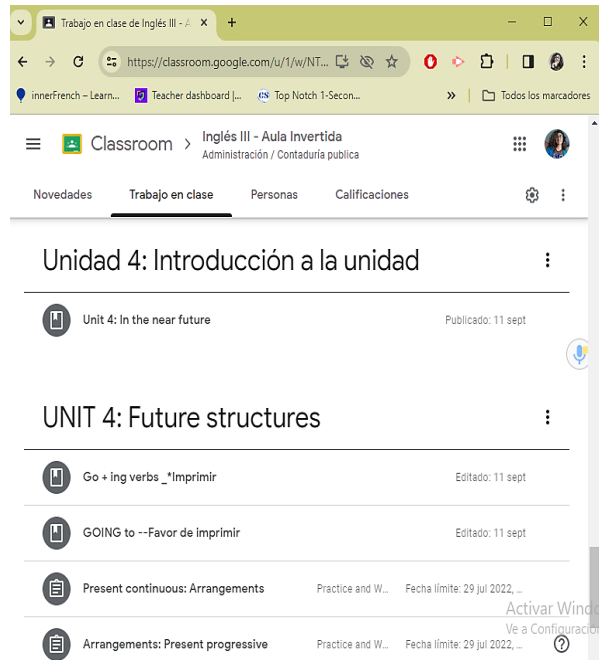 Trabajo en clase de Inglés III - A
https://classroom.google.com/u/1/w/NT...
innerFrench – Learn... Teacher dashboard |... GS Top Notch 1-Secon... » Todos los marcadores
Classroom > Inglés III - Aula Invertida
Administración / Contaduría publica
Novedades Trabajo en clase Personas Calificaciones
Unidad 4: Introducción a la unidad
Unit 4: In the near future Publicado: 11 sept
UNIT 4: Future structures
Go + ing verbs _*Imprimir Editado: 11 sept
GOING to --Favor de imprimir Editado: 11 sept
Present continuous: Arrangements Practice and W... Fecha límite: 29 jul 2022, ...
Activar Windo
Ve a Configuració
Arrangements: Present progressive Practice and W... Fecha límite: 29 jul 2022, ...